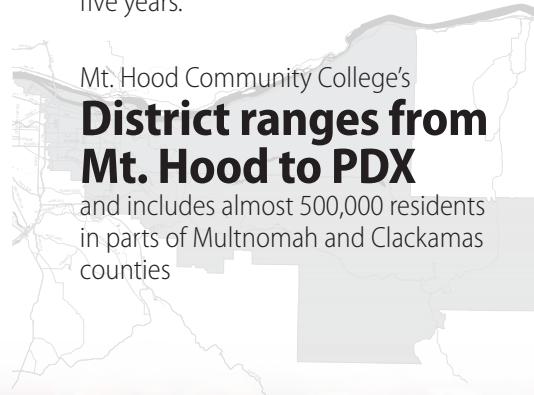 five years.
Mt. Hood Community College’s
District ranges from
Mt. Hood to PDX
and includes almost 500,000 residents
in parts of Multnomah and Clackamas
counties